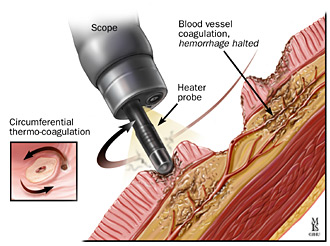 Scope
Blood vessel
coagulation,
hemorrhage halted
Heater
probe
Circumferential
thermo-coagulation